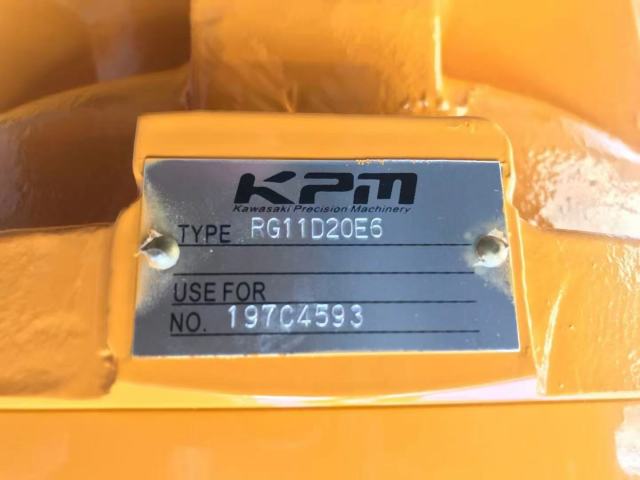 KPM
Kawasaki Precision Machinery
TYPE RG11D20E6
USE FOR
NO. 197C4593